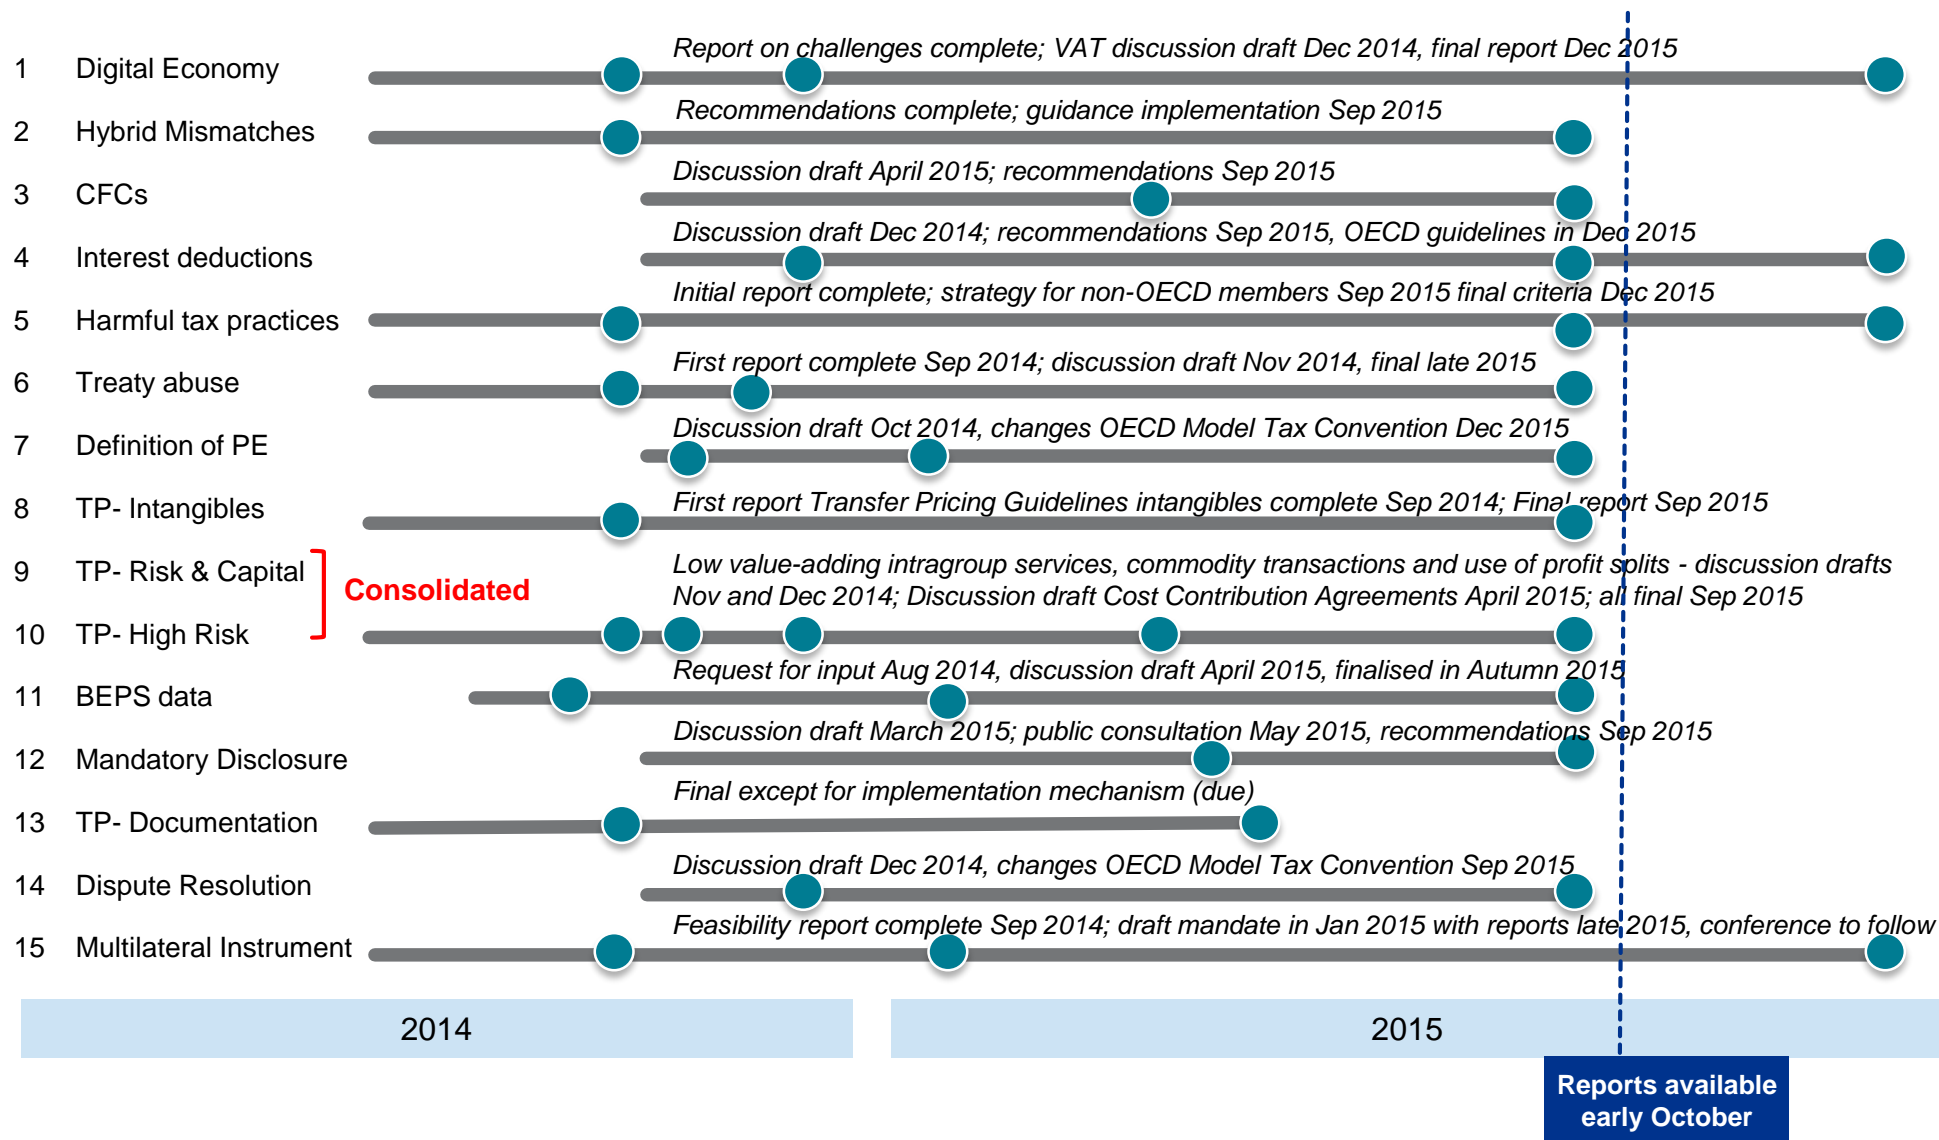 Report on challenges complete; VAT discussion draft Dec 2014, final report Dec 2015
1 Digital Economy
Recommendations complete; guidance implementation Sep 2015
2 Hybrid Mismatches
Discussion draft April 2015; recommendations Sep 2015
3 CFCs
Discussion draft Dec 2014; recommendations Sep 2015, OECD guidelines in Dec 2015
4 Interest deductions
Initial report complete; strategy for non-OECD members Sep 2015 final criteria Dec 2015
5 Harmful tax practices
First report complete Sep 2014; discussion draft Nov 2014, final late 2015
6 Treaty abuse
Discussion draft Oct 2014, changes OECD Model Tax Convention Dec 2015
7 Definition of PE
First report Transfer Pricing Guidelines intangibles complete Sep 2014; Final report Sep 2015
8 TP- Intangibles
Low value-adding intragroup services, commodity transactions and use of profit splits - discussion drafts
9 TP- Risk & Capital
Consolidated
Nov and Dec 2014; Discussion draft Cost Contribution Agreements April 2015; all final Sep 2015
10 TP- High Risk
Request for input Aug 2014, discussion draft April 2015, finalised in Autumn 2015
11 BEPS data
Discussion draft March 2015; public consultation May 2015, recommendations Sep 2015
12 Mandatory Disclosure
Final except for implementation mechanism (due)
13 TP- Documentation
Discussion draft Dec 2014, changes OECD Model Tax Convention Sep 2015
14 Dispute Resolution
Feasibility report complete Sep 2014; draft mandate in Jan 2015 with reports late 2015, conference to follow
15 Multilateral Instrument
2014
2015
Reports available
early October